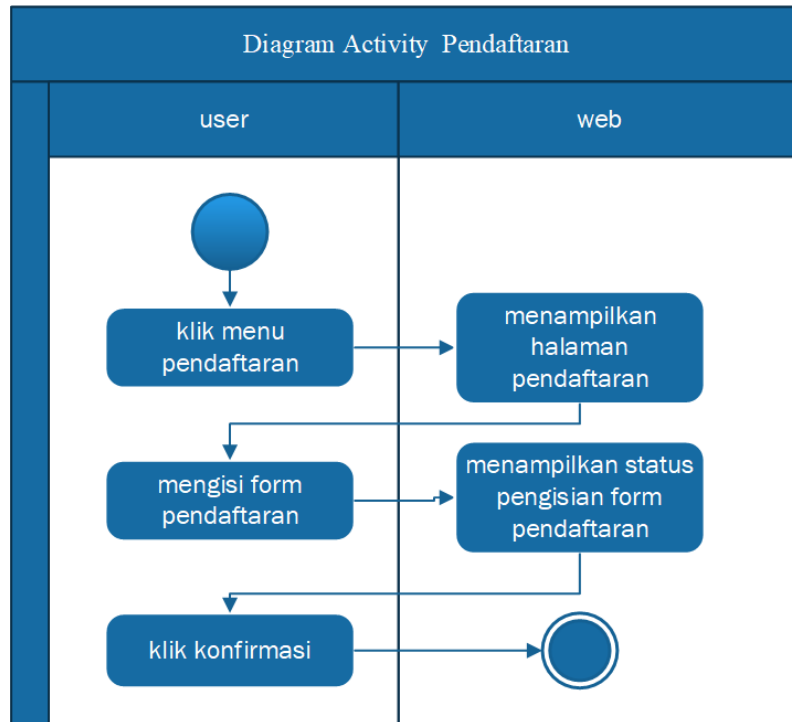 Diagram Activity Pendaftaran
user
web
klik menu
pendaftaran
menampilkan
halaman
pendaftaran
mengisi form
pendaftaran
menampilkan status
pengisian form
pendaftaran
klik konfirmasi